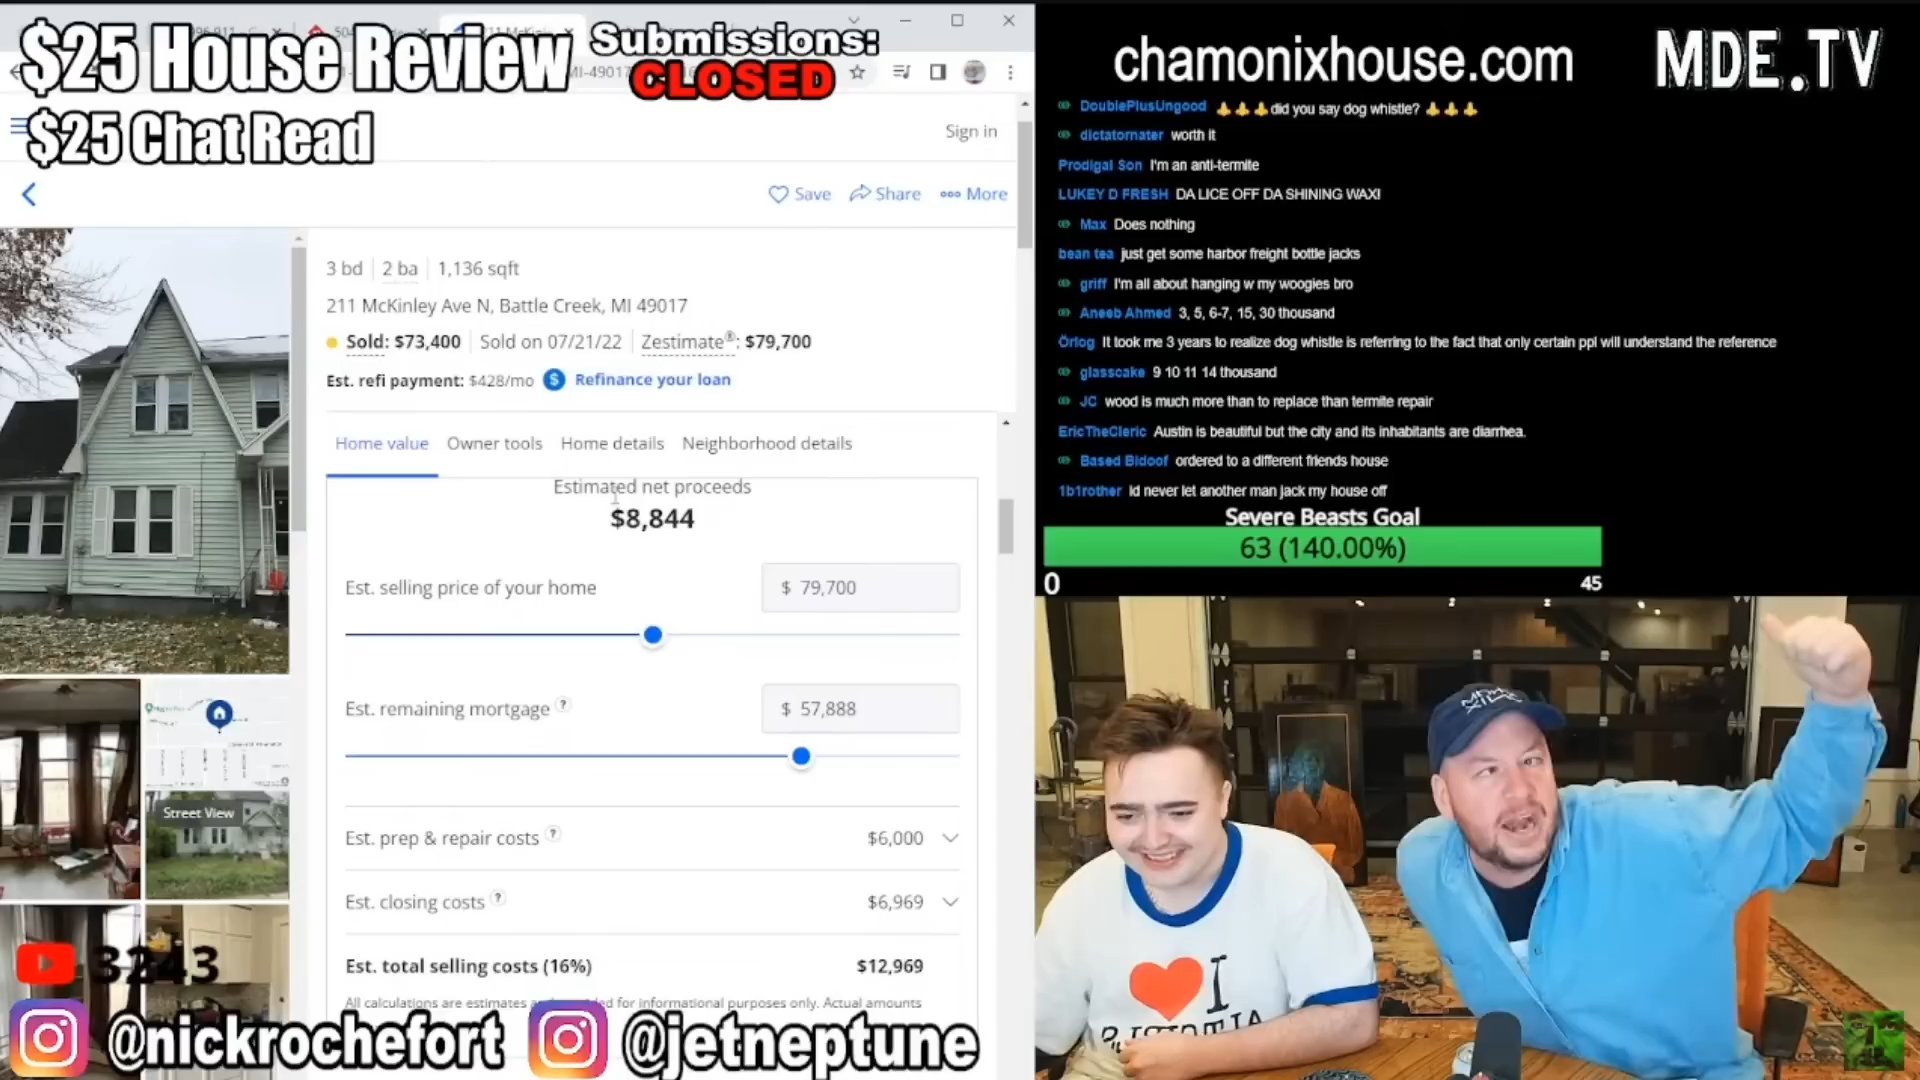 $25 House Review
Submissions:
CLOSED
$25 Chat Read
MI-49017
Sign in
Save
Share
More
3 bd
2 ba
1,136 sqft
211 McKinley Ave N, Battle Creek, MI 49017
Sold: $73,400
Sold on 07/21/22
Zestimate®: $79,700
Est. refi payment: $428/mo
$
Refinance your loan
Home value
Owner tools
Home details
Neighborhood details
Estimated net proceeds
$8,844
Est. selling price of your home
$ 79,700
Est. remaining mortgage ?
$ 57,888
Est. prep & repair costs ?
$6,000
Est. closing costs ?
$6,969
Est. total selling costs (16%)
$12,969
All calculations are estimates
ded for informational purposes only. Actual amounts
Street View
3243
@nickrochefort
@jetneptune
chamonixhouse.com
MDE.TV
DoublePlusUngood 👃👃👃did you say dog whistle? 👃👃👃
dictatornater worth it
Prodigal Son I'm an anti-termite
LUKEY D FRESH DA LICE OFF DA SHINING WAX!
Max Does nothing
bean tea just get some harbor freight bottle jacks
griff I'm all about hanging w my woogies bro
Aneeb Ahmed 3, 5, 6-7, 15, 30 thousand
Örlog It took me 3 years to realize dog whistle is referring to the fact that only certain ppl will understand the reference
glasscake 9 10 11 14 thousand
JC wood is much more than to replace than termite repair
EricTheCleric Austin is beautiful but the city and its inhabitants are diarrhea.
Based Bidoof ordered to a different friends house
1b1rother Id never let another man jack my house off
Severe Beasts Goal
63 (140.00%)
0
45
I